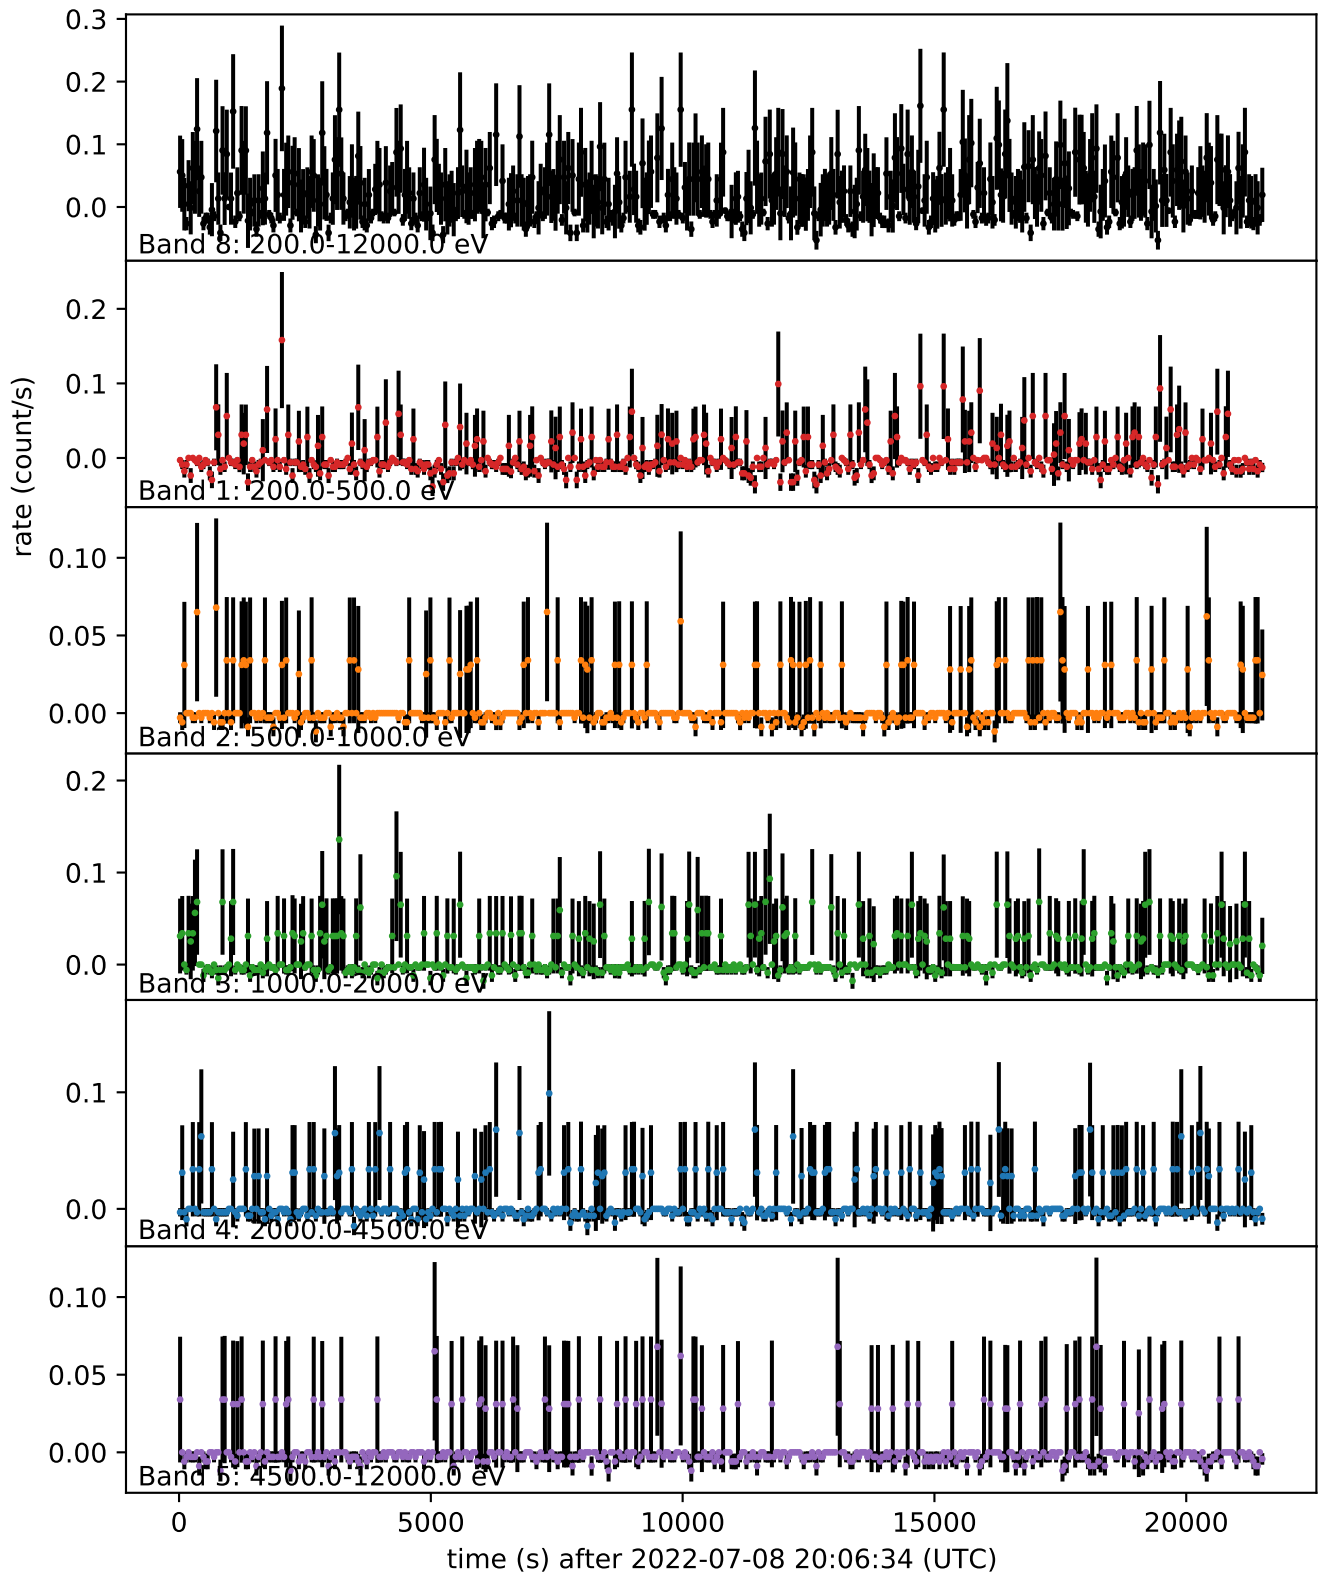 0.3
0.2
0.1
0.0
Band 8: 200.0-12000.0 eV
0.2
0.1
0.0
Band 1: 200.0-500.0 eV
rate (count/s)
0.10
0.05
0.00
Band 2: 500.0-1000.0 eV
0.2
0.1
0.0
Band 3: 1000.0-2000.0 eV
0.1
0.0
Band 4: 2000.0-4500.0 eV
0.10
0.05
0.00
Band 5: 4500.0-12000.0 eV
0 5000 10000 15000 20000
time (s) after 2022-07-08 20:06:34 (UTC)